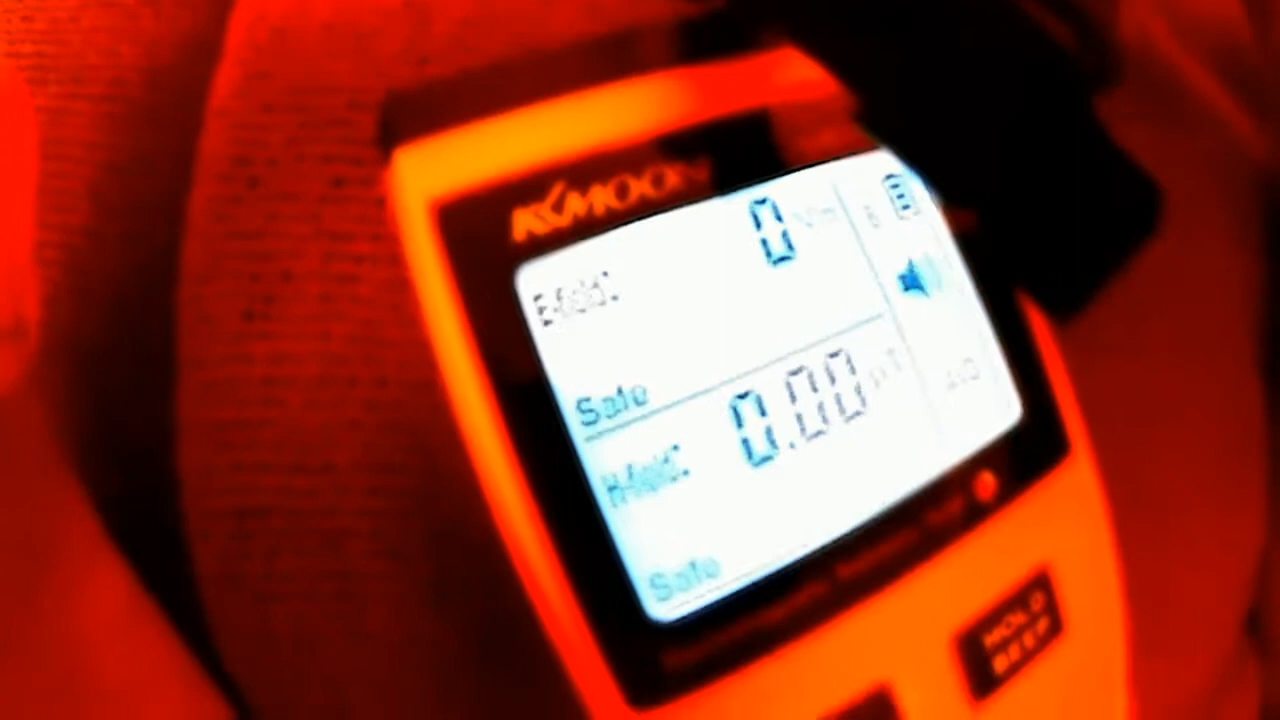 KKMOON
0
E-field:
Safe
0.00
H-field:
Safe
HOLD
BEEP